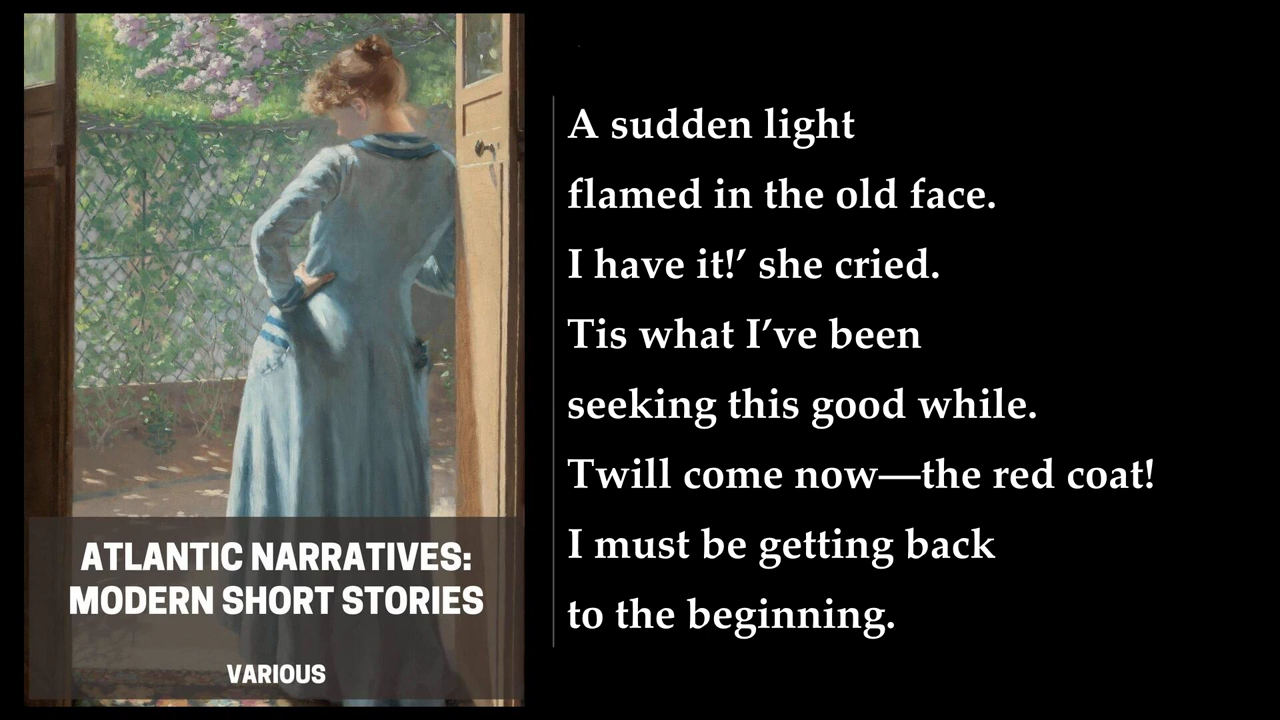 A sudden light
flamed in the old face.
I have it!’ she cried.
Tis what I’ve been
seeking this good while.
Twill come now—the red coat!
I must be getting back
to the beginning.
ATLANTIC NARRATIVES:
MODERN SHORT STORIES
VARIOUS